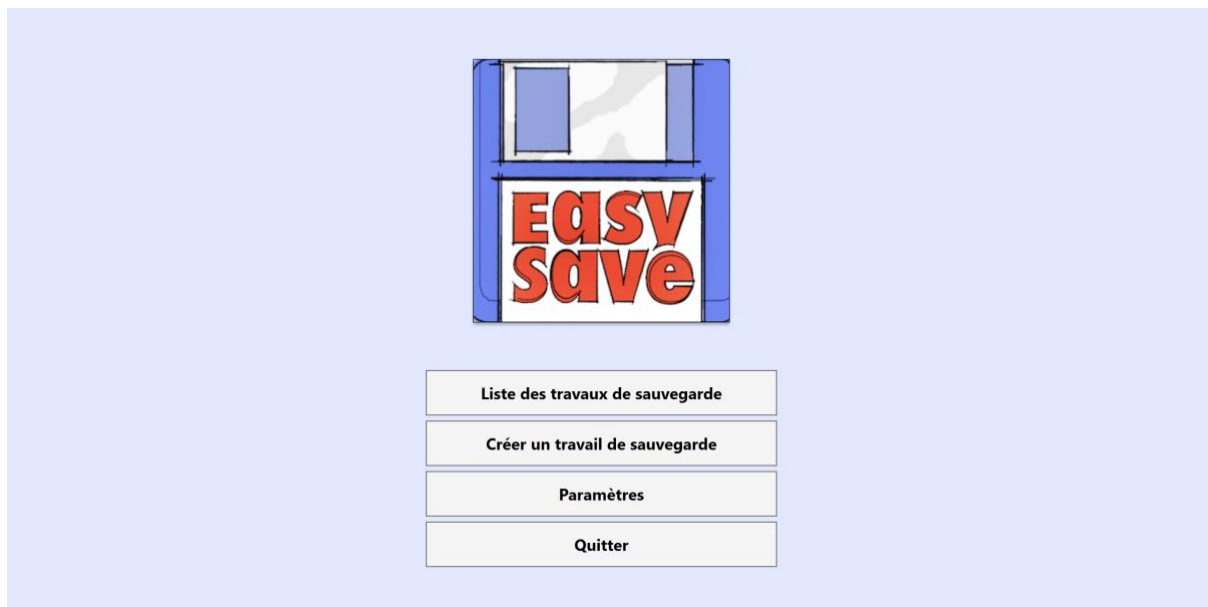 Easy
Save
Liste des travaux de sauvegarde
Créer un travail de sauvegarde
Paramètres
Quitter